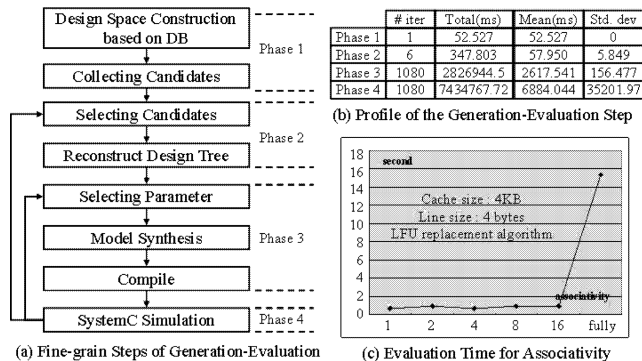 Design Space Construction
based on DB
Collecting Candidates
Selecting Candidates
Reconstruct Design Tree
Selecting Parameter
Model Synthesis
Compile
SystemC Simulation
Phase 1
Phase 2
Phase 3
Phase 4
(a) Fine-grain Steps of Generation-Evaluation
# iter Total(ms) Mean(ms) Std. dev
Phase 1 1 52.527 52.527 0
Phase 2 6 347.803 57.950 5.849
Phase 3 1080 2826944.5 2617.541 156.477
Phase 4 1080 7434767.72 6884.044 35201.97
(b) Profile of the Generation-Evaluation Step
second
18
16
14
12
10
8
6
4
2
0
Cache size : 4KB
Line size : 4 bytes
LFU replacement algorithm
associativity
1 2 4 8 16 fully
(c) Evaluation Time for Associativity